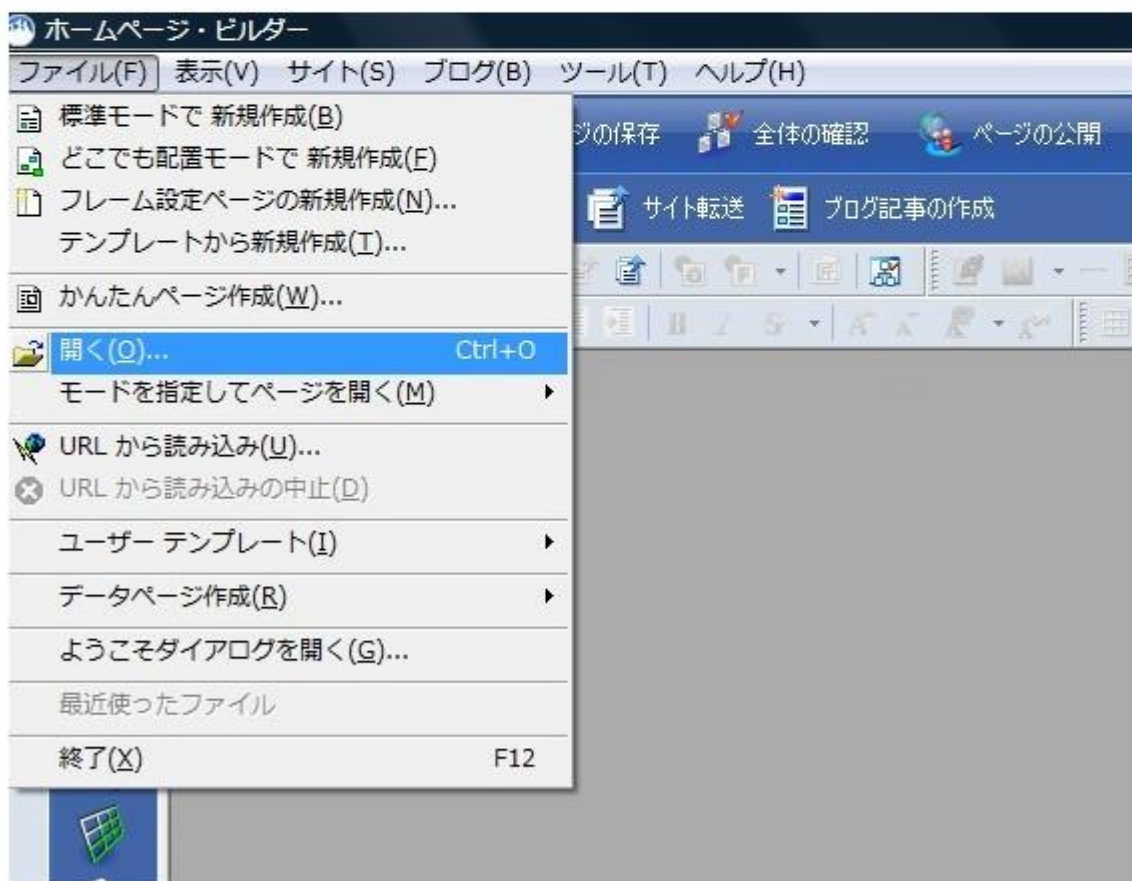 ホームページ・ビルダー
ファイル(F) 表示(V) サイト(S) ブログ(B) ツール(T) ヘルプ(H)
標準モードで 新規作成(B)
どこでも配置モードで 新規作成(F)
フレーム設定ページの新規作成(N)...
テンプレートから新規作成(T)...
かんたんページ作成(W)...
開く(O)... Ctrl+O
モードを指定してページを開く(M)
URL から読み込み(U)...
URL から読み込みの中止(D)
ユーザー テンプレート(I)
データページ作成(R)
ようこそダイアログを開く(G)...
最近使ったファイル
終了(X) F12
ジの保存 全体の確認 ページの公開
サイト転送 ブログ記事の作成